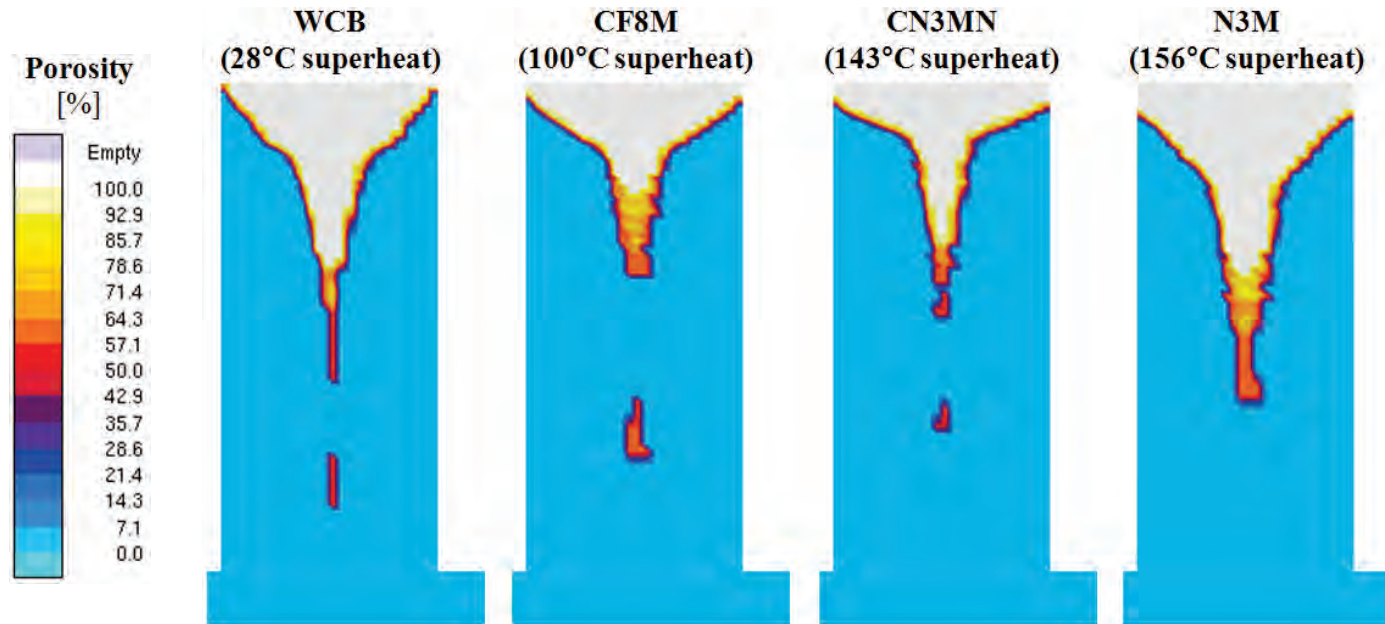 WCB
(28°C superheat)
CF8M
(100°C superheat)
CN3MN
(143°C superheat)
N3M
(156°C superheat)
Porosity
[%]
Empty
100.0
92.9
85.7
78.6
71.4
64.3
57.1
50.0
42.9
35.7
28.6
21.4
14.3
7.1
0.0